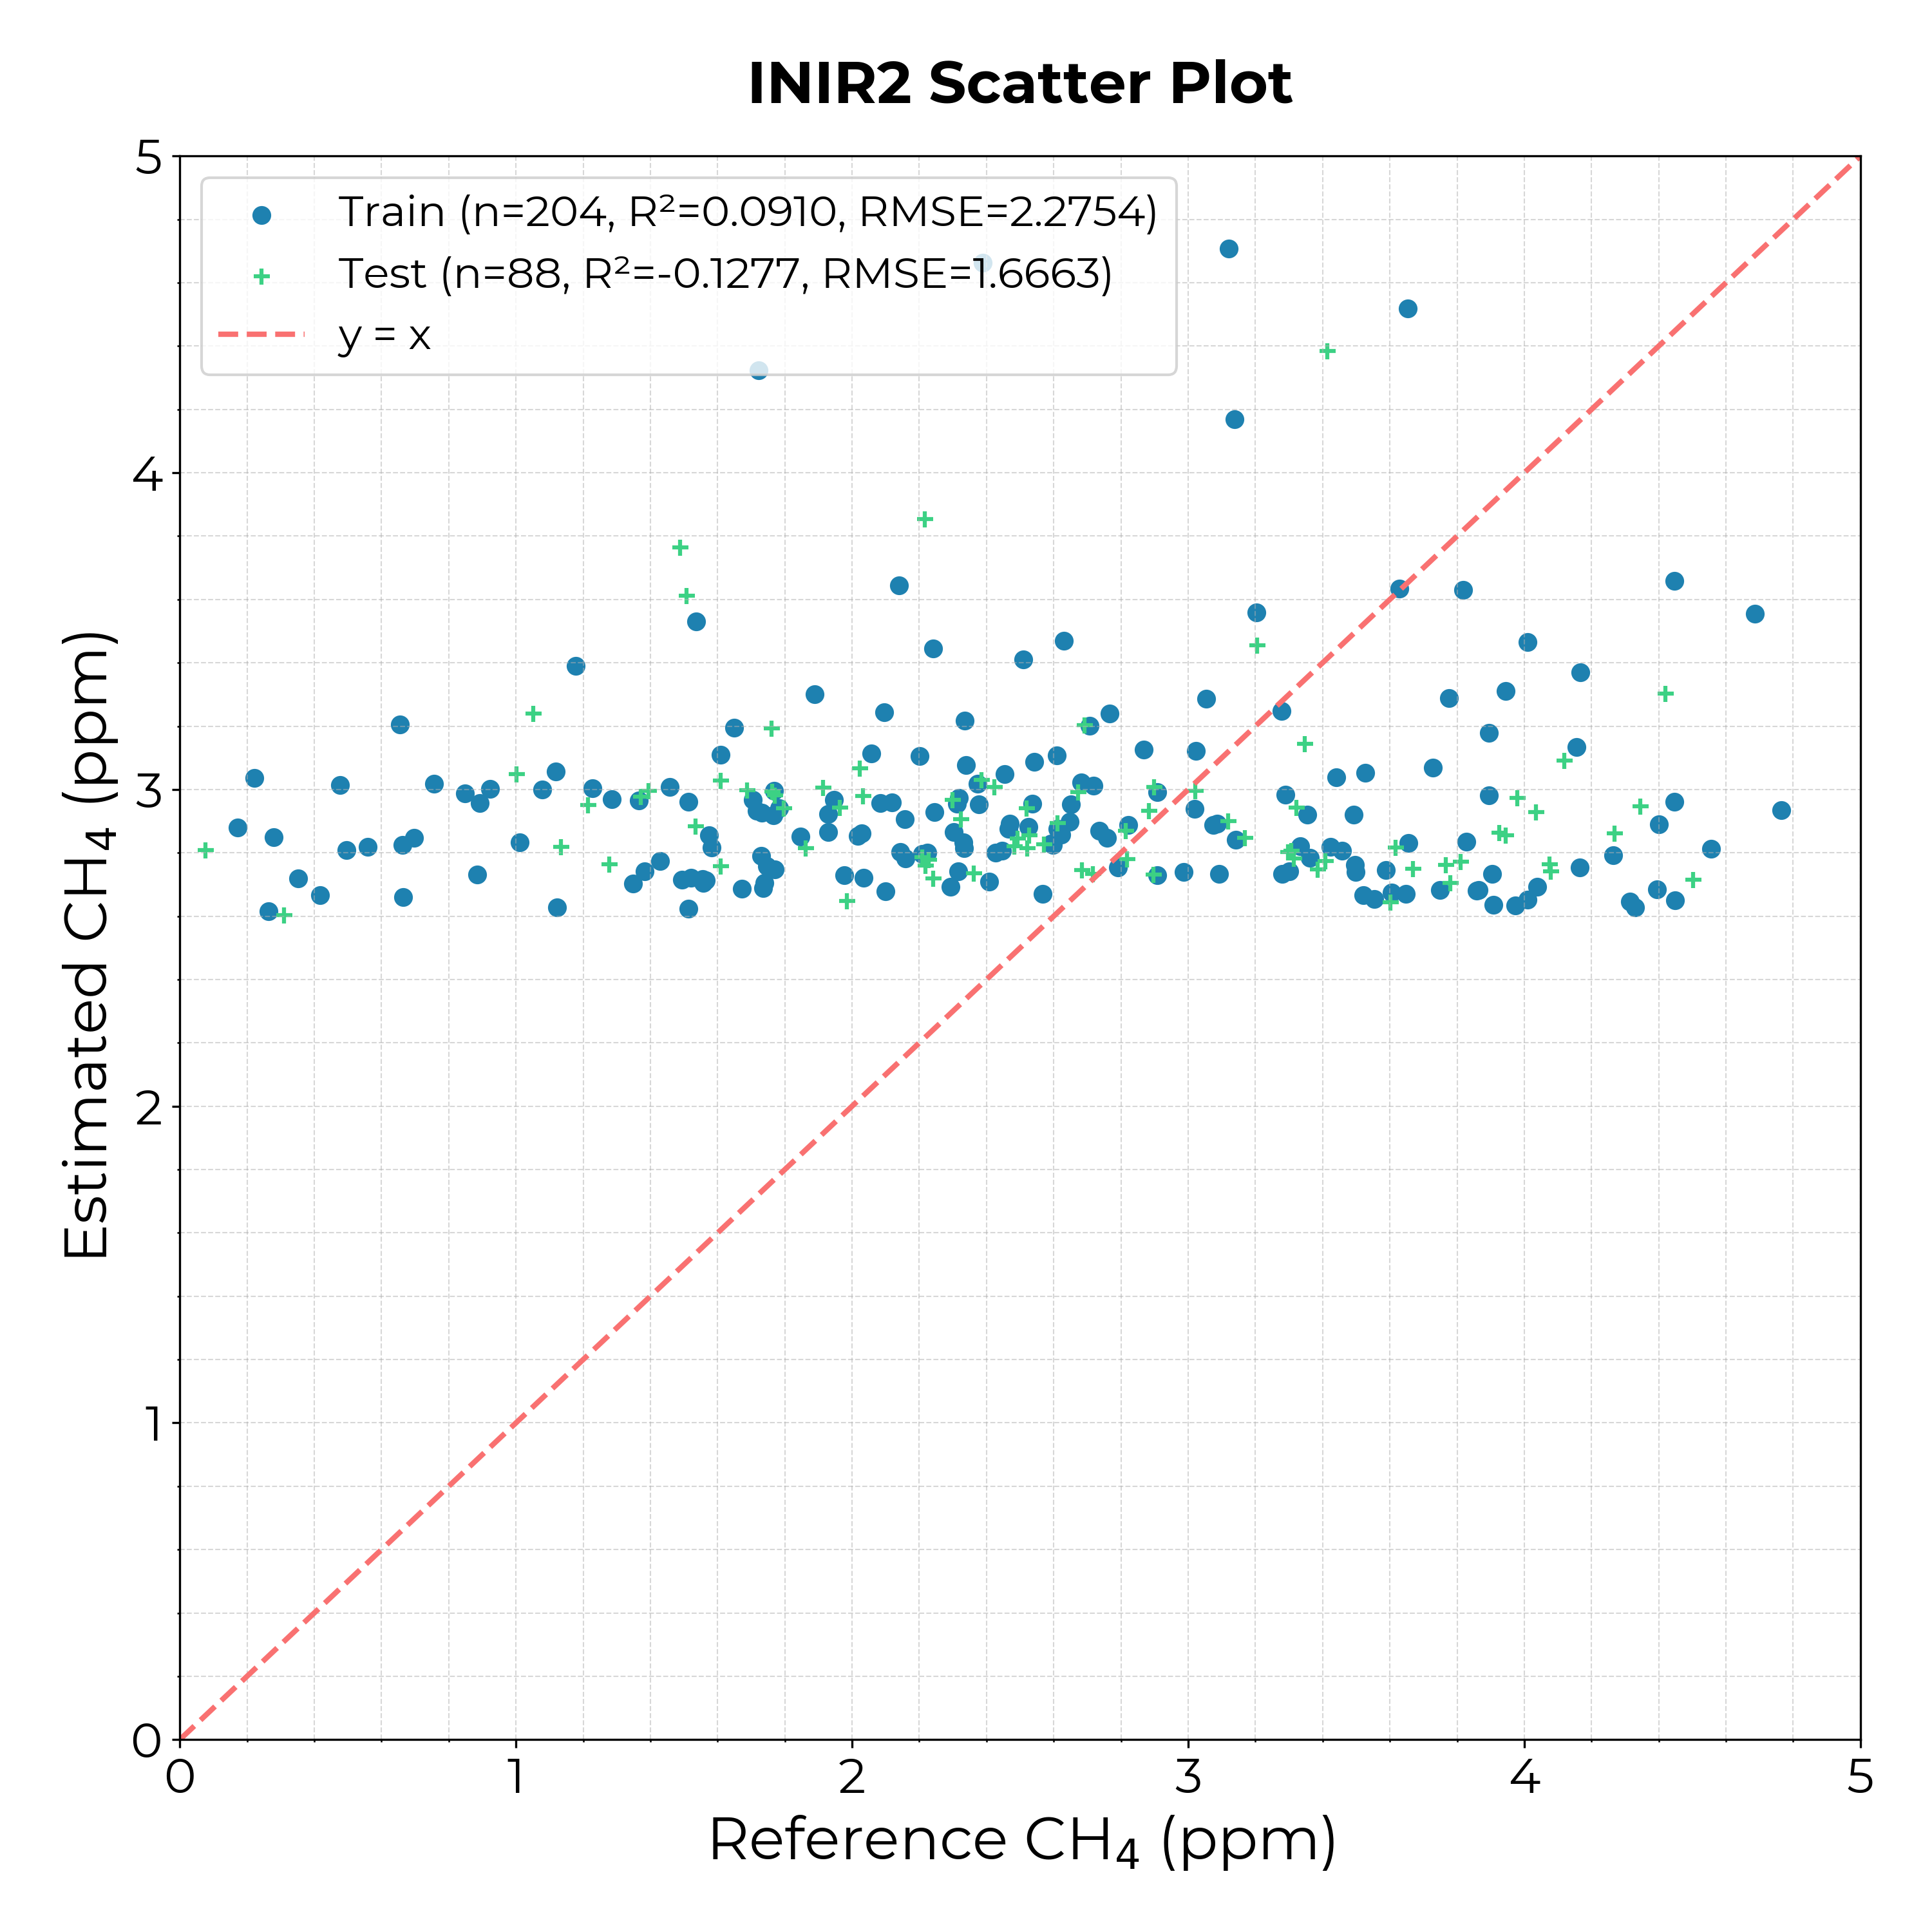 INIR2 Scatter Plot
Train (n=204, R²=0.0910, RMSE=2.2754)
Test (n=88, R²=-0.1277, RMSE=1.6663)
y = x
5
4
3
2
1
0
Estimated CH₄ (ppm)
0 1 2 3 4 5
Reference CH₄ (ppm)